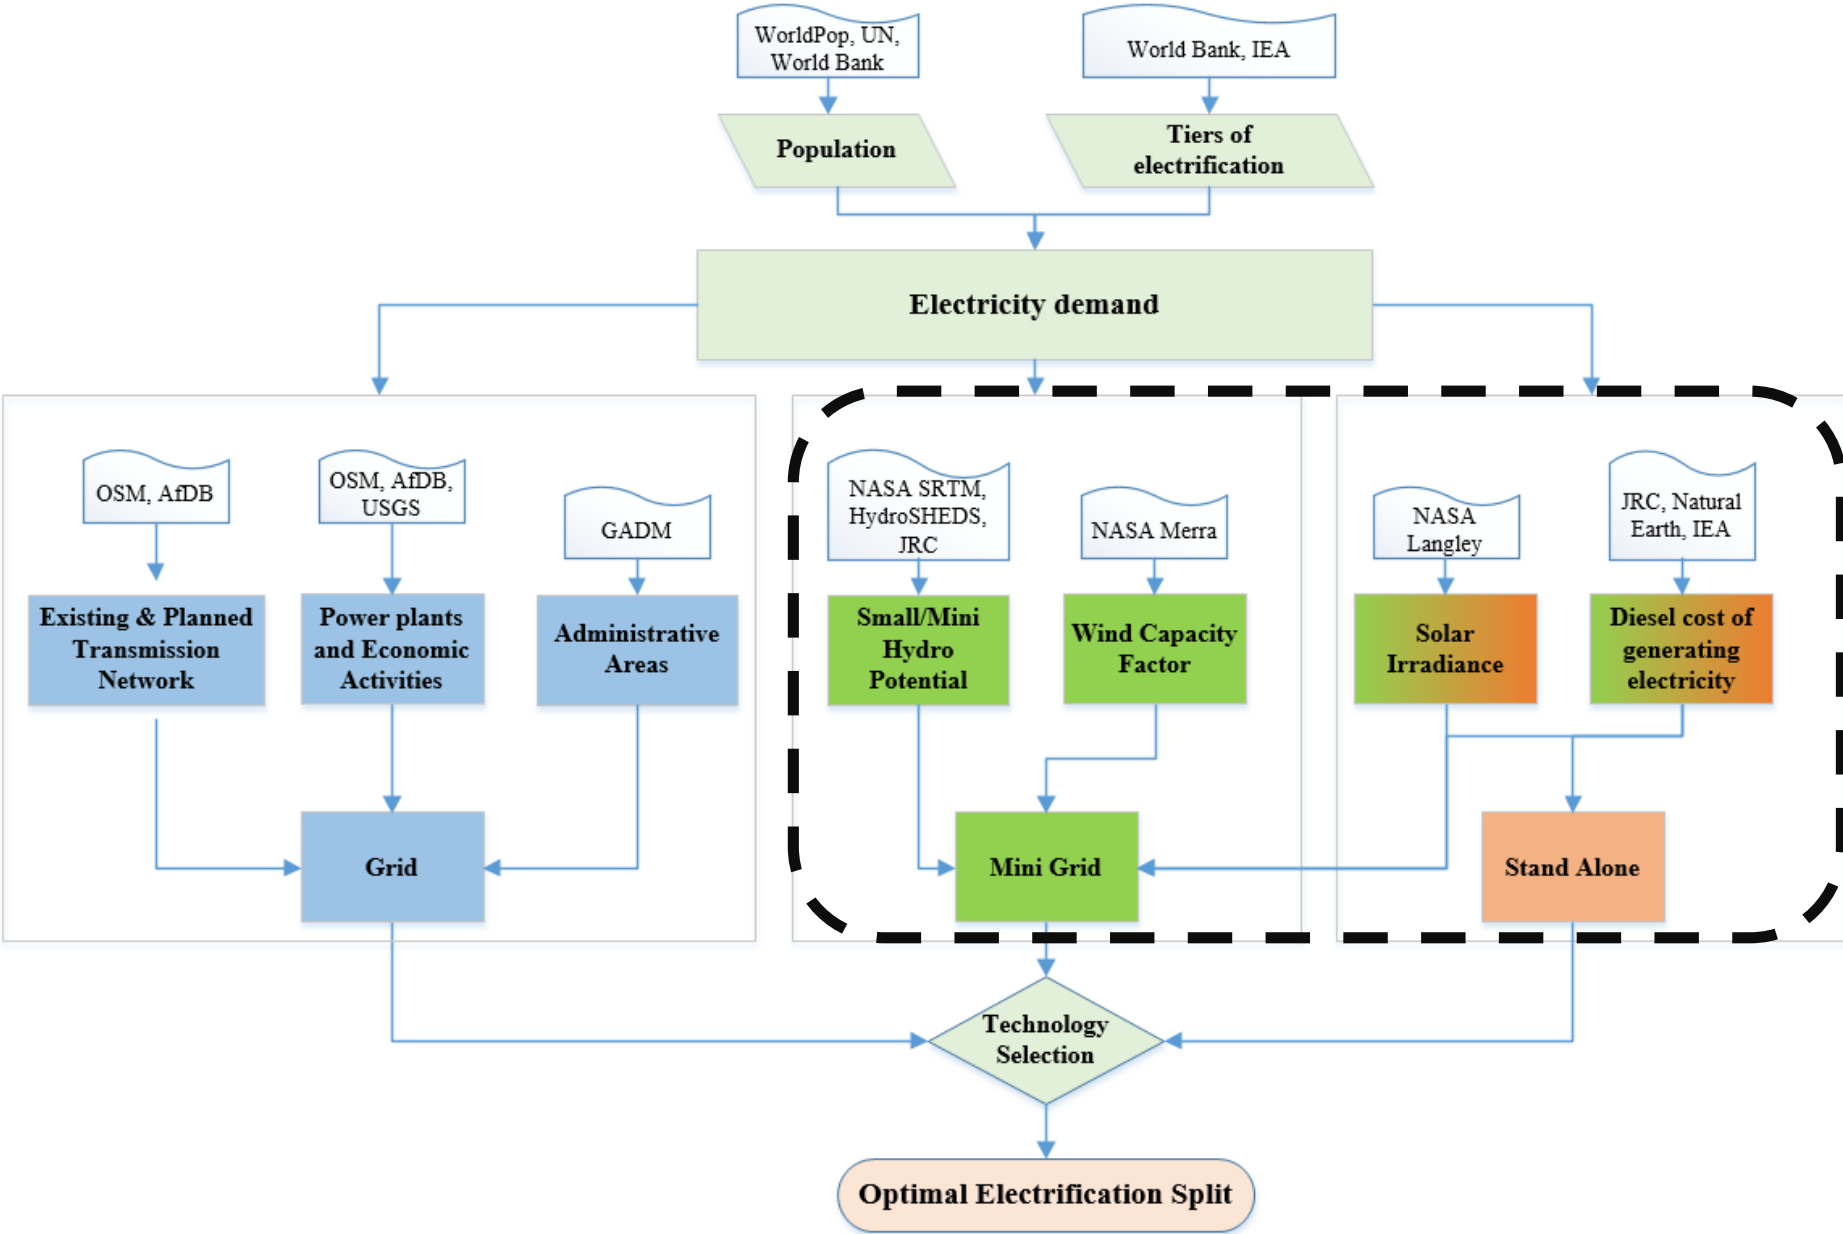 WorldPop, UN,
World Bank
World Bank, IEA
Population
Tiers of
electrification
Electricity demand
OSM, AfDB
OSM, AfDB,
USGS
GADM
NASA SRTM,
HydroSHEDS,
JRC
NASA Merra
NASA
Langley
JRC, Natural
Earth, IEA
Existing & Planned
Transmission
Network
Power plants
and Economic
Activities
Administrative
Areas
Small/Mini
Hydro
Potential
Wind Capacity
Factor
Solar
Irradiance
Diesel cost of
generating
electricity
Grid
Mini Grid
Stand Alone
Technology
Selection
Optimal Electrification Split